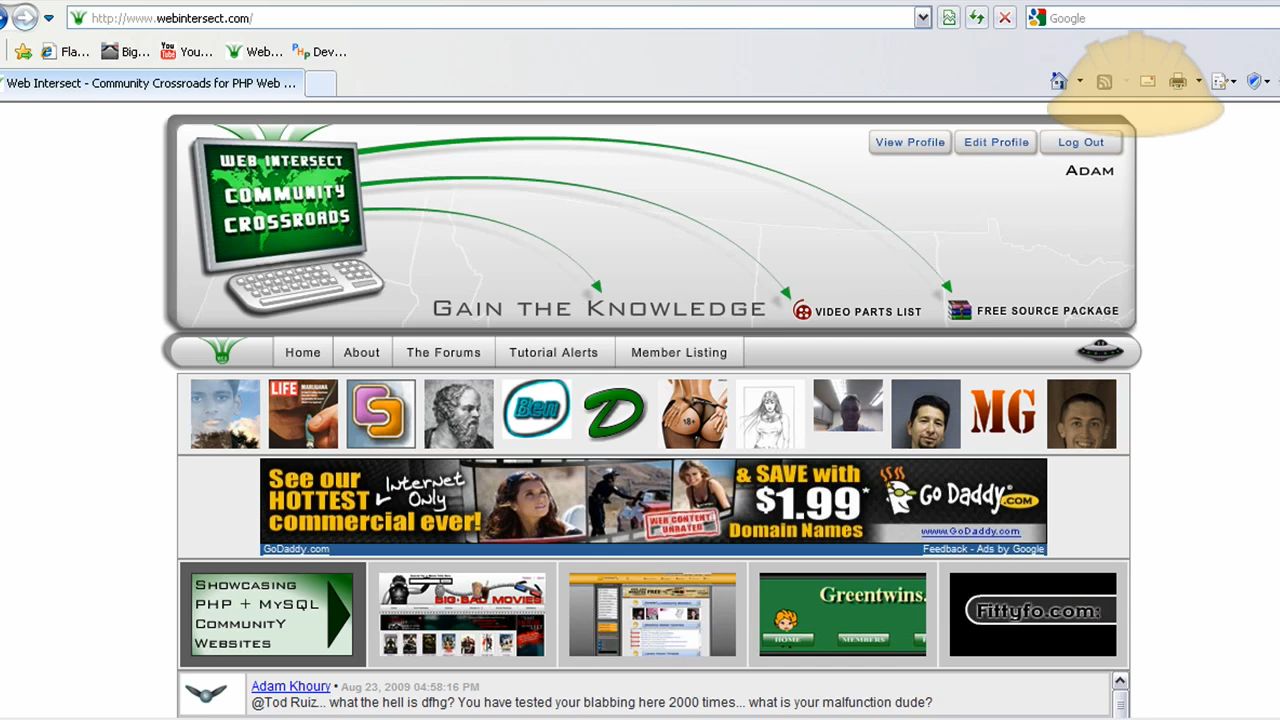 http://www.webintersect.com/
Google
Fla... Big... You... Web... Dev...
Web Intersect - Community Crossroads for PHP Web ...
View Profile Edit Profile Log Out
ADAM
WEB INTERSECT
COMMUNITY
CROSSROADS
GAIN THE KNOWLEDGE VIDEO PARTS LIST FREE SOURCE PACKAGE
Home About The Forums Tutorial Alerts Member Listing
LIFE
MARIJUANA
Ben
D
18+
MG
See our
HOTTEST Internet Only
commercial ever!
WEB CONTENT
UNRATED
& SAVE with
$1.99*
Domain Names
Go Daddy.COM
www.GoDaddy.com
GoDaddy.com Feedback - Ads by Google
SHOWCASING
PHP + MYSQL
COMMUNITY
WEBSITES
BIG BAD MOVIES
Greentwins.
HOME MEMBERS
Fittyfo.com:
Adam Khoury • Aug 23, 2009 04:58:16 PM
@Tod Ruiz... what the hell is dfhg? You have tested your blabbing here 2000 times... what is your malfunction dude?